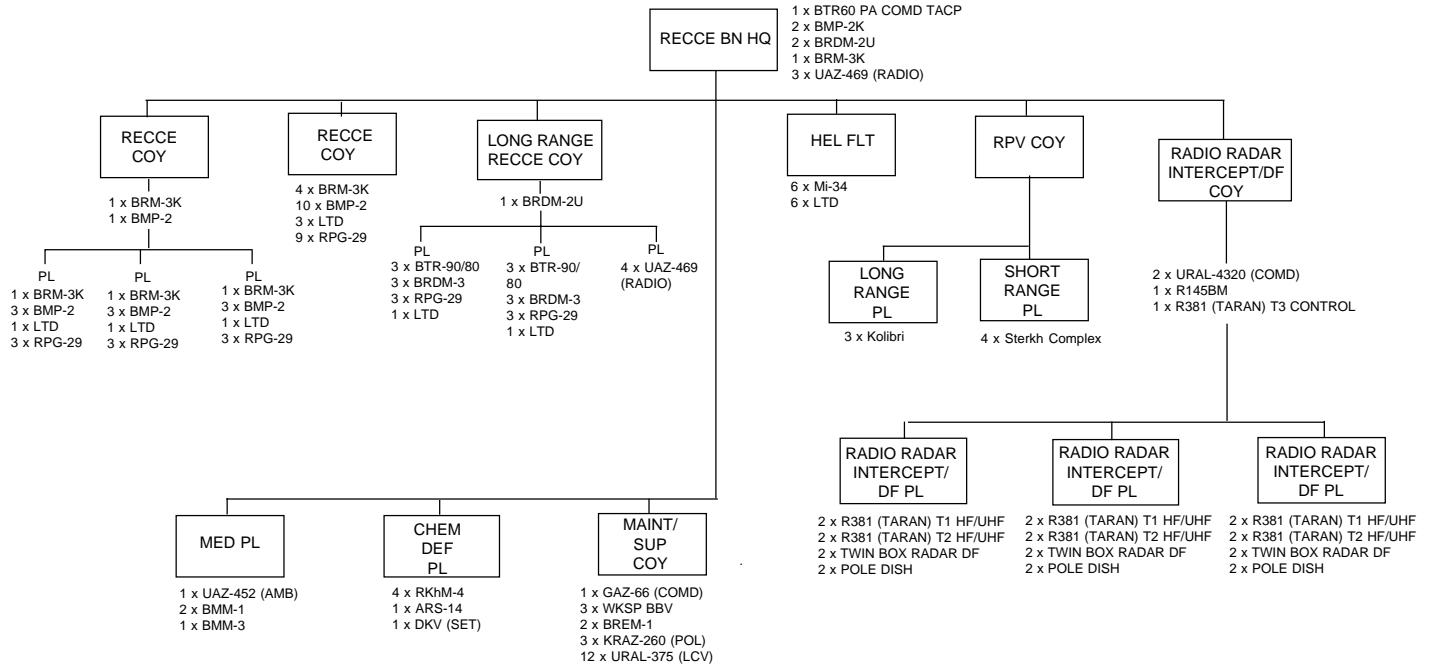 RECCE BN HQ
1 x BTR60 PA COMD TACP
2 x BMP-2K
2 x BRDM-2U
1 x BRM-3K
3 x UAZ-469 (RADIO)
RECCE
COY
1 x BRM-3K
1 x BMP-2
PL
1 x BRM-3K
3 x BMP-2
1 x LTD
3 x RPG-29
PL
1 x BRM-3K
3 x BMP-2
1 x LTD
3 x RPG-29
PL
1 x BRM-3K
3 x BMP-2
1 x LTD
3 x RPG-29
RECCE
COY
4 x BRM-3K
10 x BMP-2
3 x LTD
9 x RPG-29
LONG RANGE
RECCE COY
1 x BRDM-2U
PL
3 x BTR-90/80
3 x BRDM-3
3 x RPG-29
1 x LTD
PL
3 x BTR-90/
80
3 x BRDM-3
3 x RPG-29
1 x LTD
PL
4 x UAZ-469
(RADIO)
HEL FLT
6 x Mi-34
6 x LTD
RPV COY
LONG
RANGE
PL
3 x Kolibri
SHORT
RANGE
PL
4 x Sterkh Complex
RADIO RADAR
INTERCEPT/DF
COY
2 x URAL-4320 (COMD)
1 x R145BM
1 x R381 (TARAN) T3 CONTROL
RADIO RADAR
INTERCEPT/
DF PL
2 x R381 (TARAN) T1 HF/UHF
2 x R381 (TARAN) T2 HF/UHF
2 x TWIN BOX RADAR DF
2 x POLE DISH
RADIO RADAR
INTERCEPT/
DF PL
2 x R381 (TARAN) T1 HF/UHF
2 x R381 (TARAN) T2 HF/UHF
2 x TWIN BOX RADAR DF
2 x POLE DISH
RADIO RADAR
INTERCEPT/
DF PL
2 x R381 (TARAN) T1 HF/UHF
2 x R381 (TARAN) T2 HF/UHF
2 x TWIN BOX RADAR DF
2 x POLE DISH
MED PL
1 x UAZ-452 (AMB)
2 x BMM-1
1 x BMM-3
CHEM
DEF
PL
4 x RKhM-4
1 x ARS-14
1 x DKV (SET)
MAINT/
SUP
COY
1 x GAZ-66 (COMD)
3 x WKSP BBV
2 x BREM-1
3 x KRAZ-260 (POL)
12 x URAL-375 (LCV)